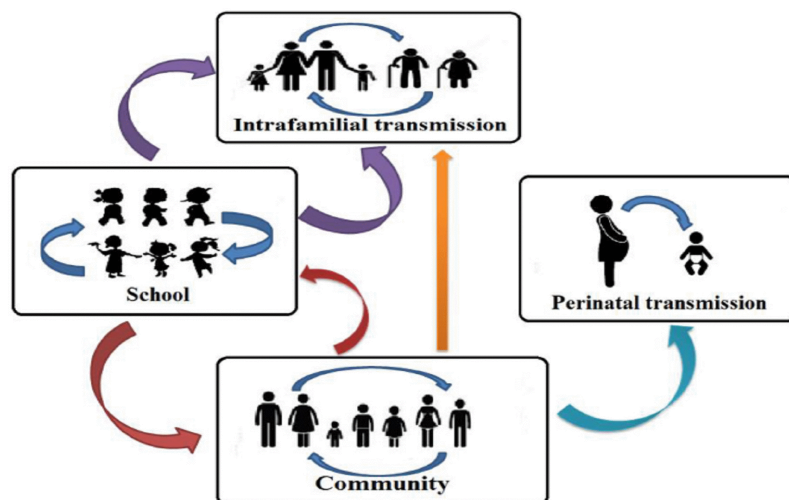 Intrafamilial transmission
School
Perinatal transmission
Community